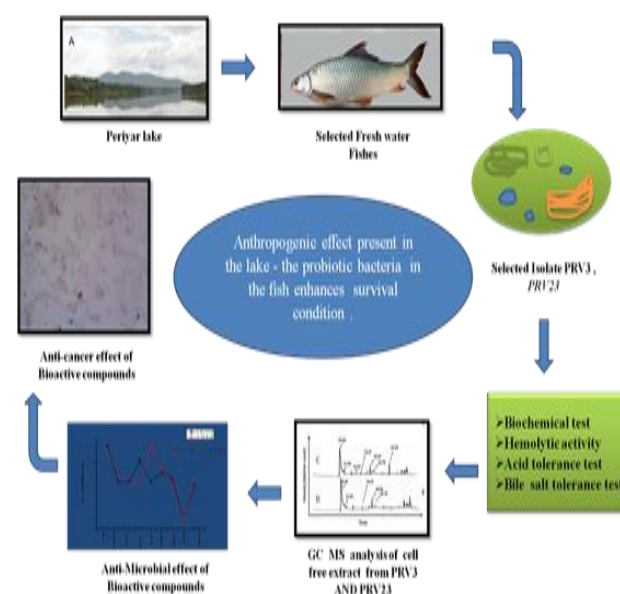 A
Periyar lake
Selected Fresh water
Fishes
Selected Isolate PRV3 ,
PRV23
Anthropogenic effect present in
the lake - the probiotic bacteria in
the fish enhances survival
condition .
Anti-cancer effect of
Bioactive compounds
➢Biochemical test
➢Hemolytic activity
➢Acid tolerance test
➢Bile salt tolerance test
C
D
GC MS analysis of cell
free extract from PRV3
AND PRV23
Anti-Microbial effect of
Bioactive compounds